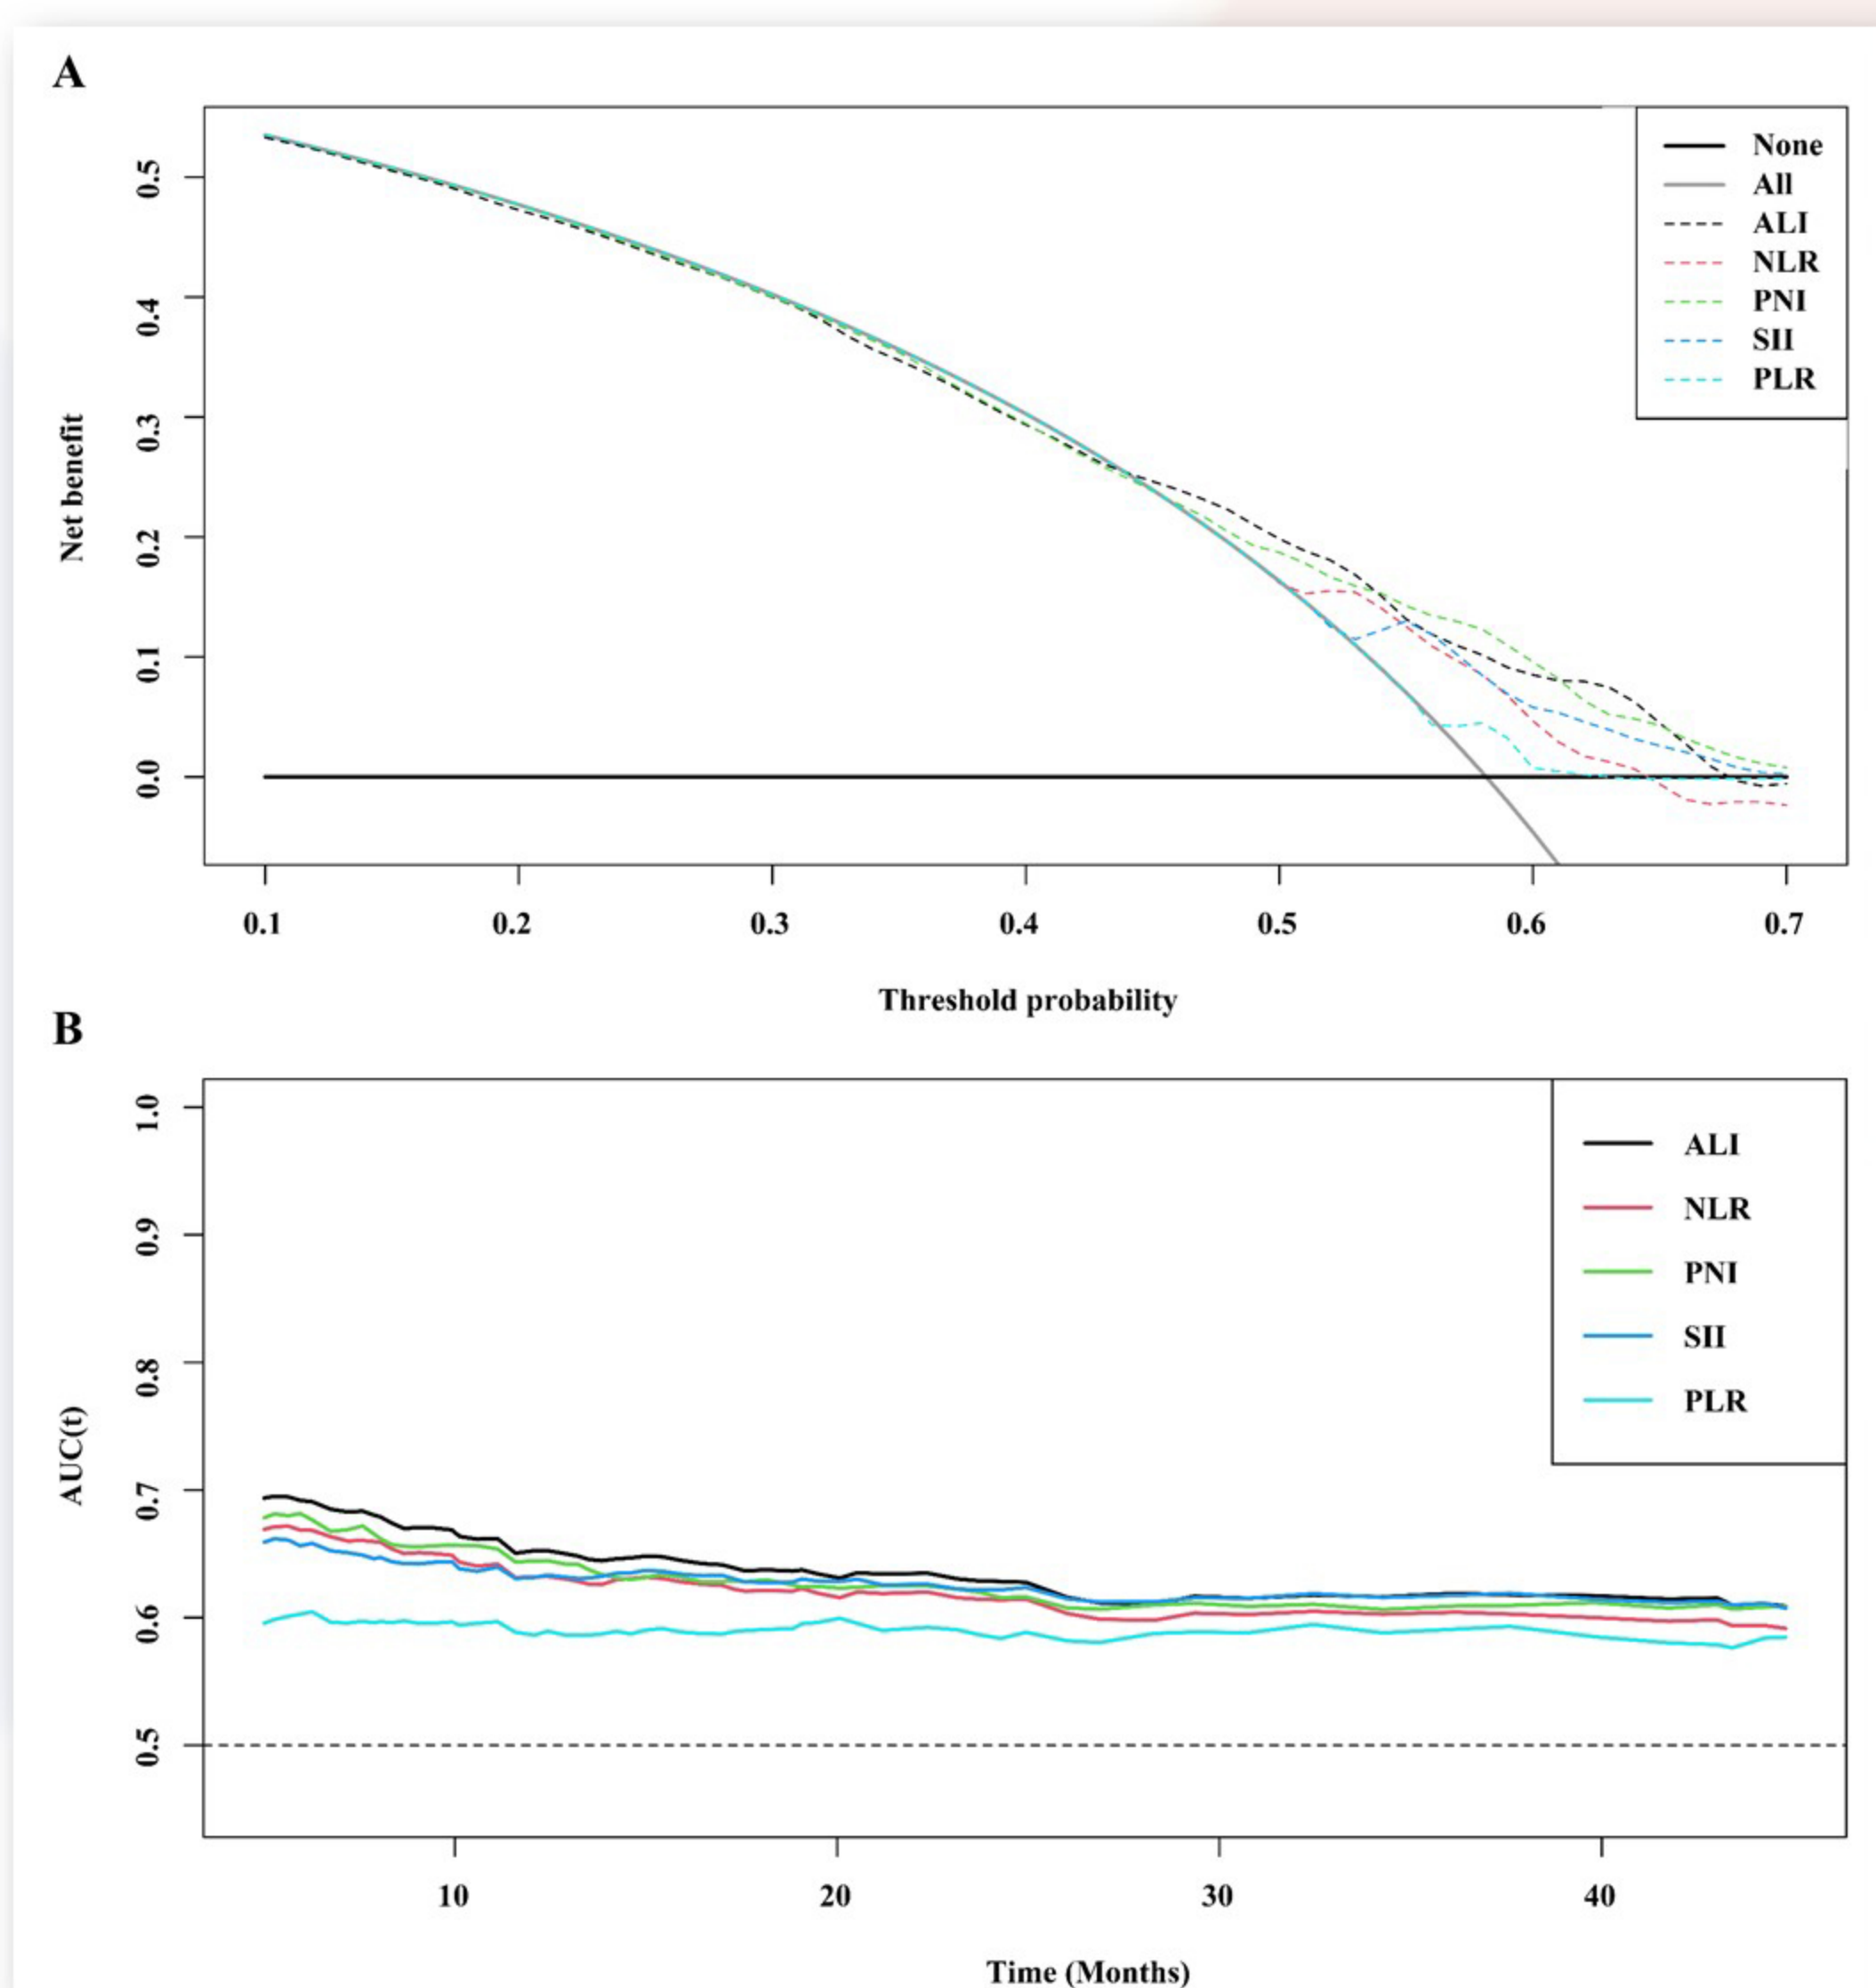 A
None
All
ALI
NLR
PNI
SII
PLR
Net benefit
0.5
0.4
0.3
0.2
0.1
0.0
0.1 0.2 0.3 0.4 0.5 0.6 0.7
Threshold probability
B
ALI
NLR
PNI
SII
PLR
AUC(t)
1.0
0.9
0.8
0.7
0.6
0.5
10 20 30 40
Time (Months)